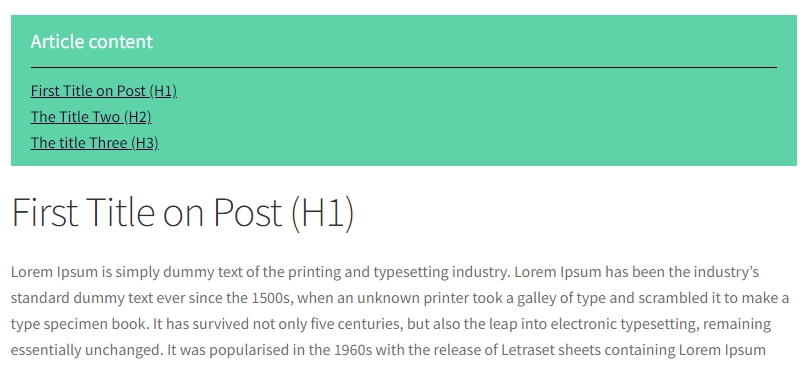 Article content
First Title on Post (H1)
The Title Two (H2)
The title Three (H3)
First Title on Post (H1)
Lorem Ipsum is simply dummy text of the printing and typesetting industry. Lorem Ipsum has been the industry’s
standard dummy text ever since the 1500s, when an unknown printer took a galley of type and scrambled it to make a
type specimen book. It has survived not only five centuries, but also the leap into electronic typesetting, remaining
essentially unchanged. It was popularised in the 1960s with the release of Letraset sheets containing Lorem Ipsum